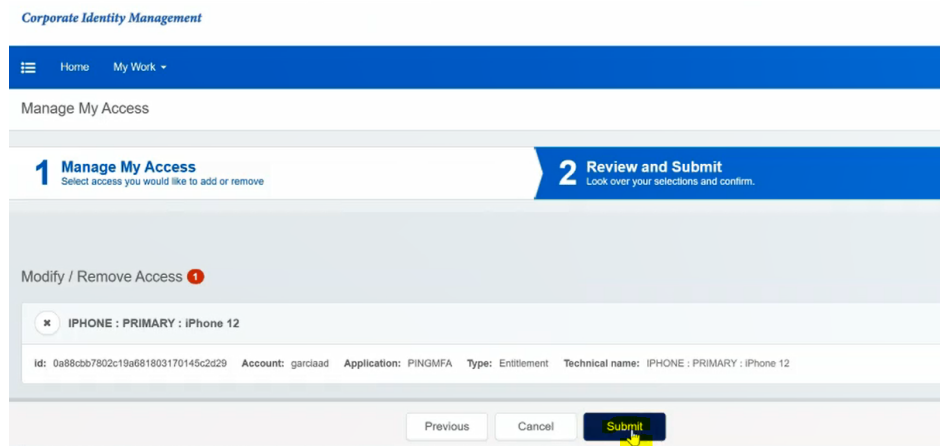 Corporate Identity Management
Home My Work
Manage My Access
1 Manage My Access
Select access you would like to add or remove
2 Review and Submit
Look over your selections and confirm.
Modify / Remove Access 1
IPHONE : PRIMARY : iPhone 12
id: 0a88cbb7802c19a681803170145c2d29 Account: garciaad Application: PINGMFA Type: Entitlement Technical name: IPHONE : PRIMARY : iPhone 12
Previous Cancel Submit